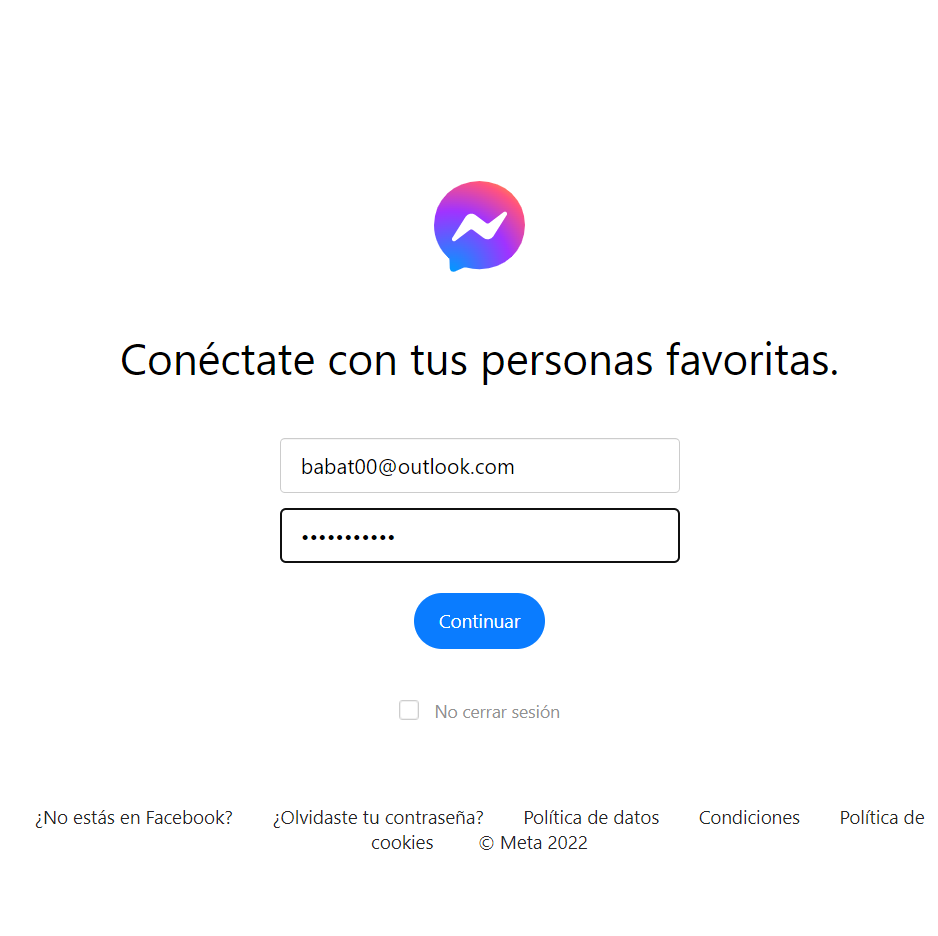 Conéctate con tus personas favoritas.
babat00@outlook.com
•••••••••••
Continuar
No cerrar sesión
¿No estás en Facebook? ¿Olvidaste tu contraseña? Política de datos Condiciones Política de
cookies © Meta 2022